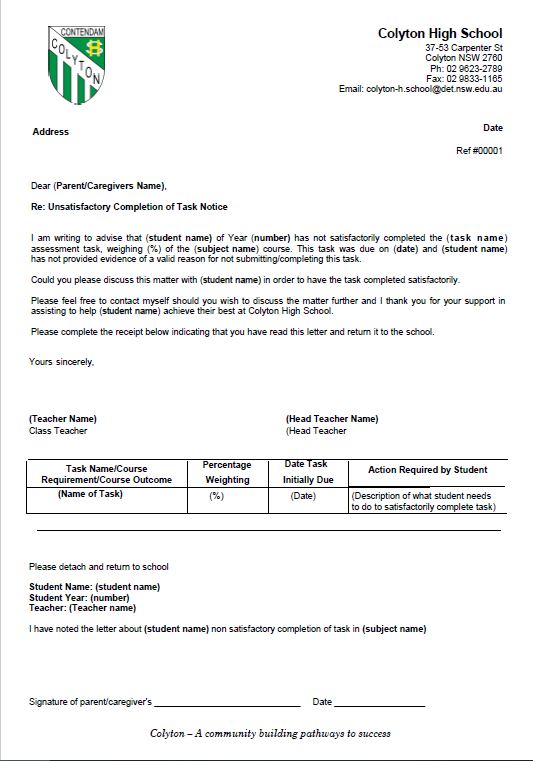 CONTENDAM
COLYTON
Colyton High School
37-53 Carpenter St
Colyton NSW 2760
Ph: 02 9623-2789
Fax: 02 9833-1165
Email: colyton-h.school@det.nsw.edu.au
Address
Date
Ref #00001
Dear (Parent/Caregivers Name),
Re: Unsatisfactory Completion of Task Notice
I am writing to advise that (student name) of Year (number) has not satisfactorily completed the (task name)
assessment task, weighing (%) of the (subject name) course. This task was due on (date) and (student name)
has not provided evidence of a valid reason for not submitting/completing this task.
Could you please discuss this matter with (student name) in order to have the task completed satisfactorily.
Please feel free to contact myself should you wish to discuss the matter further and I thank you for your support in
assisting to help (student name) achieve their best at Colyton High School.
Please complete the receipt below indicating that you have read this letter and return it to the school.
Yours sincerely,
(Teacher Name) (Head Teacher Name)
Class Teacher (Head Teacher
Task Name/Course Requirement/Course Outcome
Percentage Weighting
Date Task Initially Due
Action Required by Student
(Name of Task)
(%)
(Date)
(Description of what student needs
to do to satisfactorily complete task)
Please detach and return to school
Student Name: (student name)
Student Year: (number)
Teacher: (Teacher name)
I have noted the letter about (student name) non satisfactory completion of task in (subject name)
Signature of parent/caregiver's ______________________________ Date ___________________
Colyton – A community building pathways to success